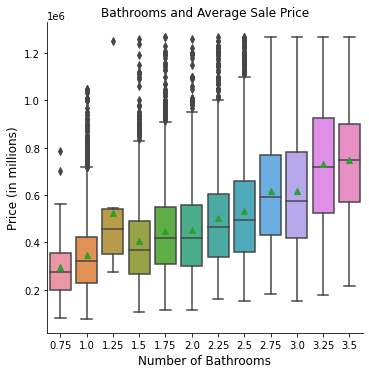 Bathrooms and Average Sale Price
1e6
1.2
1.0
0.8
0.6
0.4
0.2
Price (in millions)
0.75 1.0 1.25 1.5 1.75 2.0 2.25 2.5 2.75 3.0 3.25 3.5
Number of Bathrooms